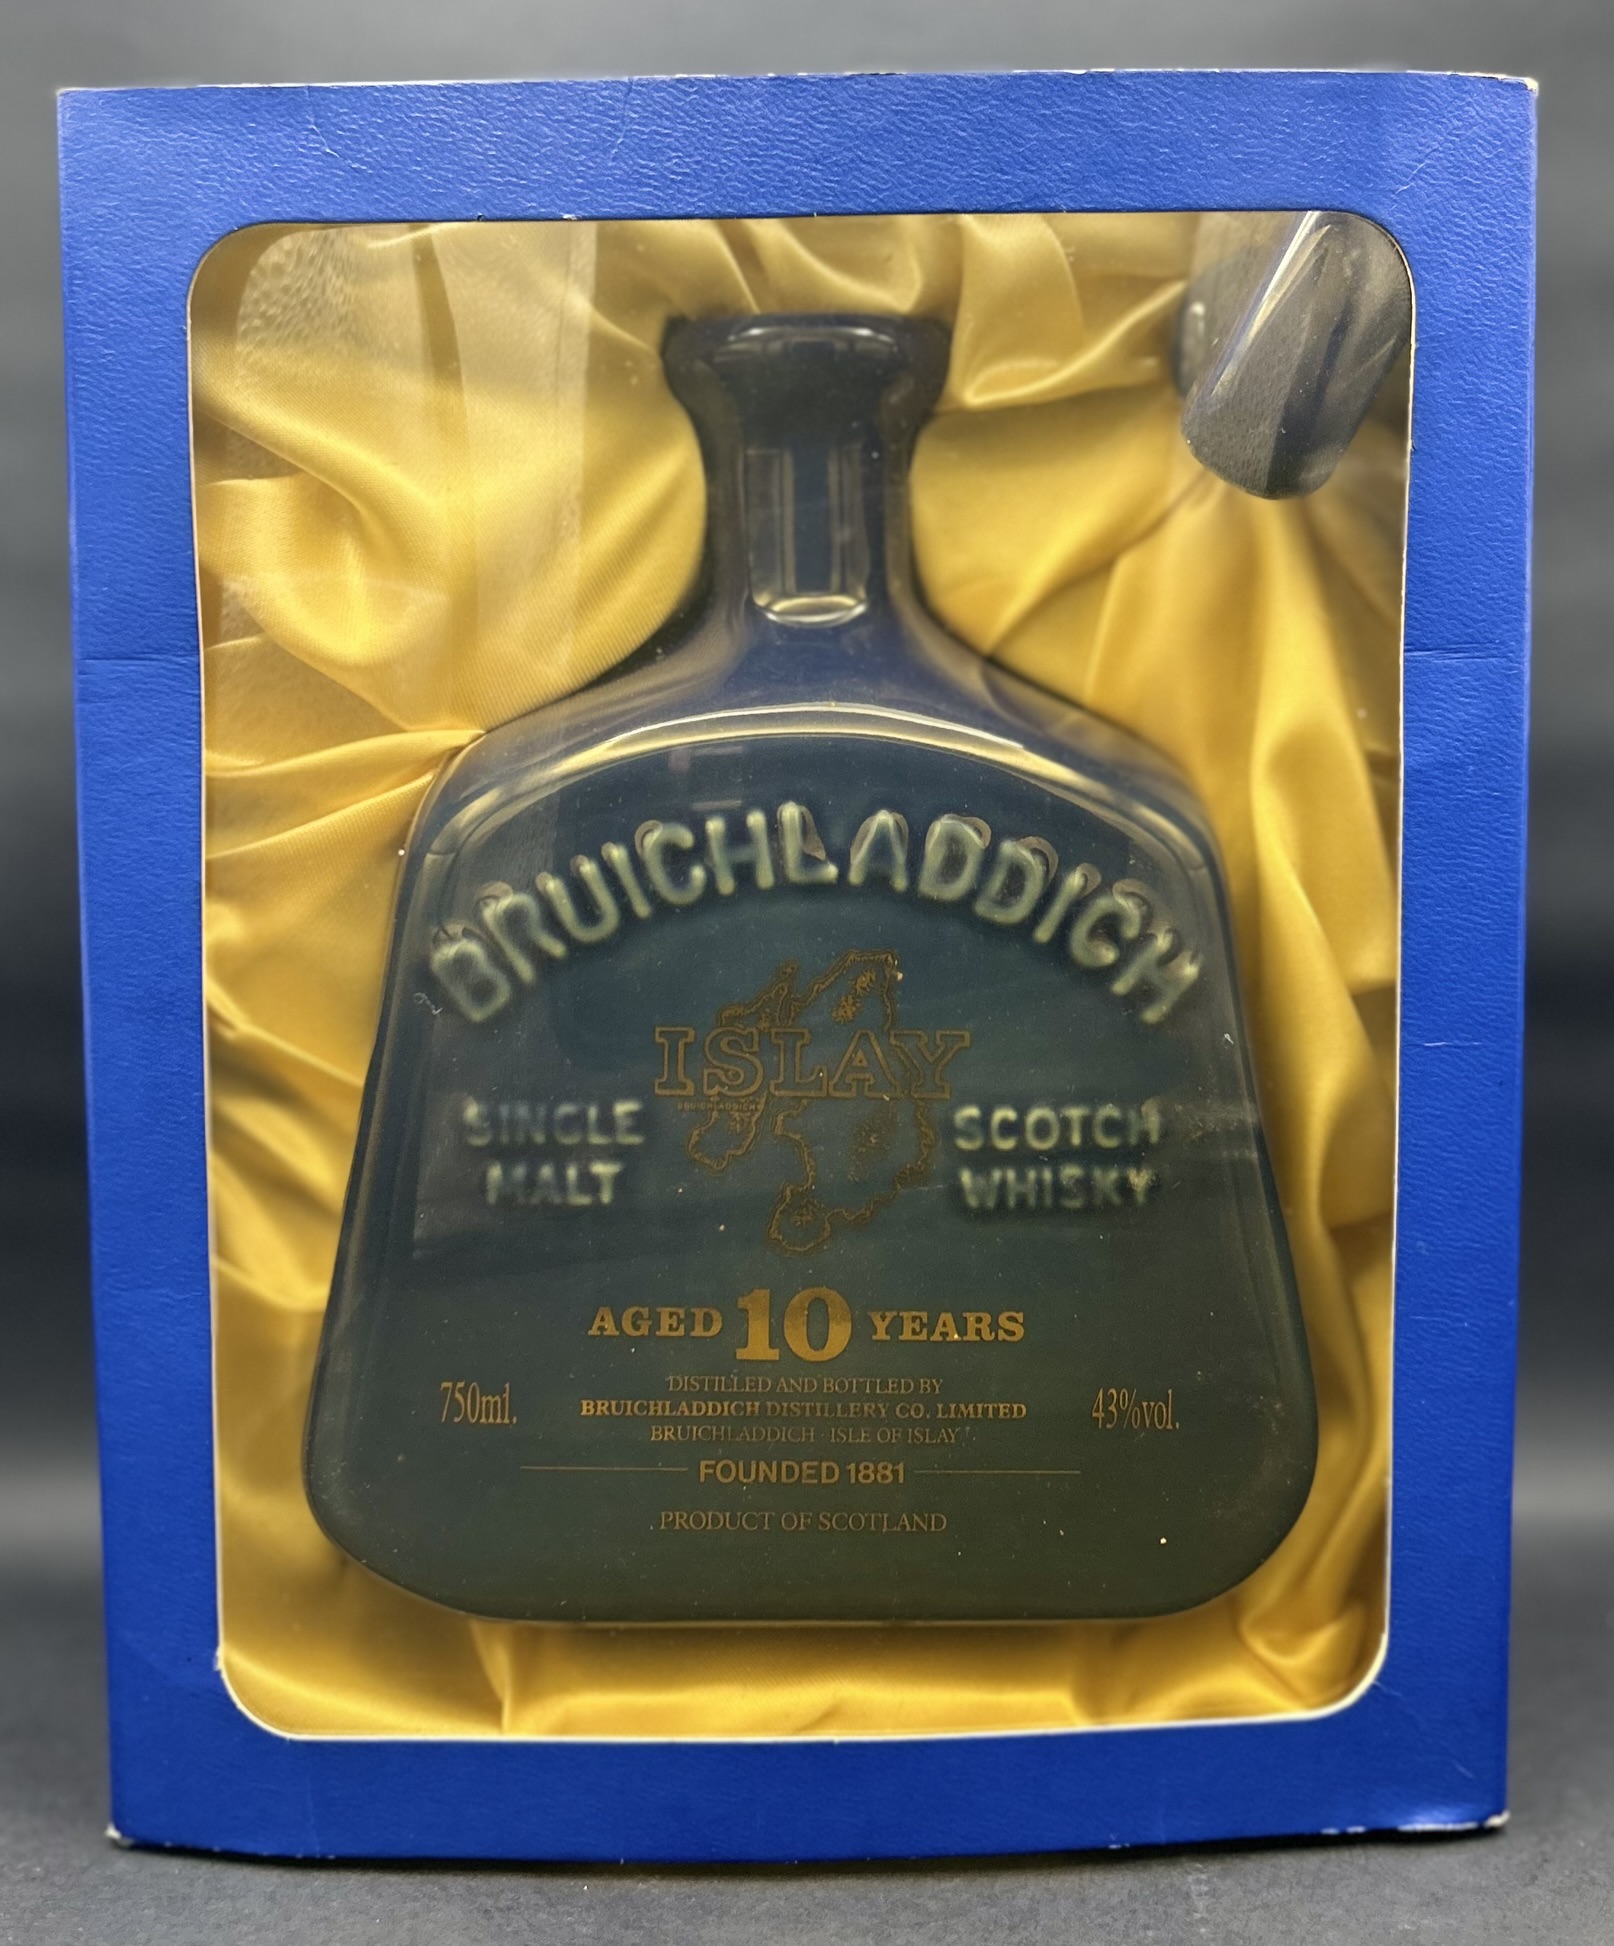 BRUICHLADDICH
ISLAY
BRUICHLADDICH
SINGLE MALT
SCOTCH WHISKY
AGED 10 YEARS
DISTILLED AND BOTTLED BY
750ml.
BRUICHLADDICH DISTILLERY CO. LIMITED
43%vol.
BRUICHLADDICH · ISLE OF ISLAY
FOUNDED 1881
PRODUCT OF SCOTLAND